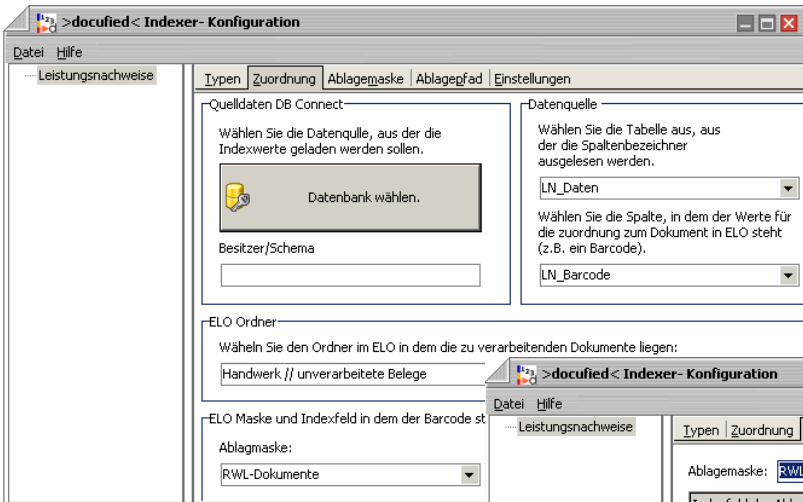 >docufied< Indexer- Konfiguration
Datei Hilfe
Leistungsnachweise
Typen Zuordnung Ablagemaske Ablagepfad Einstellungen
Quelldaten DB Connect
Wählen Sie die Datenqulle, aus der die
Indexwerte geladen werden sollen.
Datenbank wählen.
Besitzer/Schema
Datenquelle
Wählen Sie die Tabelle aus, aus
der die Spaltenbezeichner
ausgelesen werden.
LN_Daten
Wählen Sie die Spalte, in dem der Werte für
die zuordnung zum Dokument in ELO steht
(z.B. ein Barcode).
LN_Barcode
ELO Ordner
Wäheln Sie den Ordner im ELO in dem die zu verarbeitenden Dokumente liegen:
Handwerk // unverarbeitete Belege
ELO Maske und Indexfeld in dem der Barcode st
Ablagmaske:
RWL-Dokumente
>docufied< Indexer- Konfiguration
Datei Hilfe
Leistungsnachweise
Typen Zuordnung
Ablagemaske: RWL